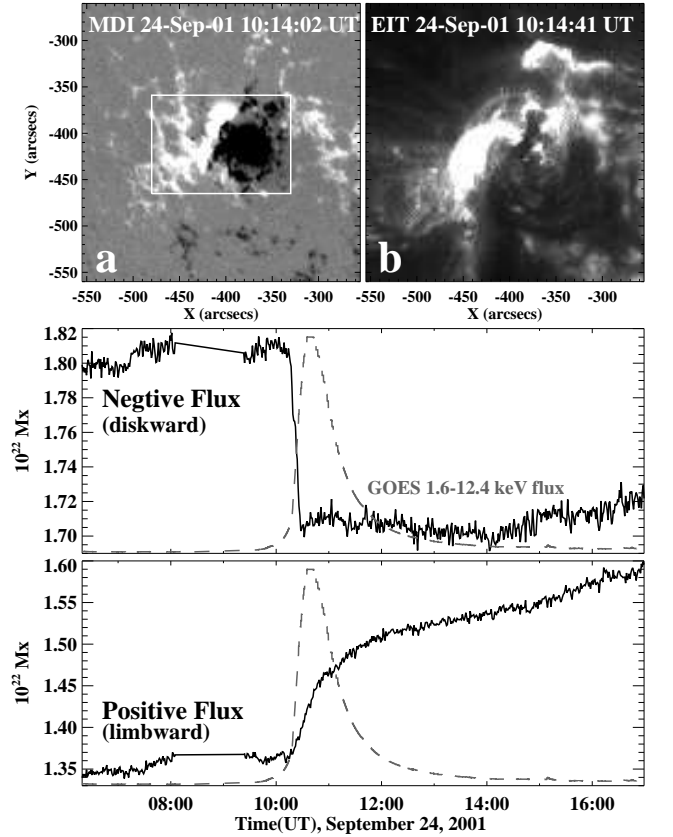 MDI 24-Sep-01 10:14:02 UT
EIT 24-Sep-01 10:14:41 UT
-300
-350
-400
-450
-500
-550
Y (arcsecs)
a
b
-550 -500 -450 -400 -350 -300
-550 -500 -450 -400 -350 -300
X (arcsecs)
X (arcsecs)
1.82
1.80
1.78
1.76
1.74
1.72
1.70
10²² Mx
Negtive Flux
(diskward)
GOES 1.6-12.4 keV flux
1.60
1.55
1.50
1.45
1.40
1.35
10²² Mx
Positive Flux
(limbward)
08:00 10:00 12:00 14:00 16:00
Time(UT), September 24, 2001